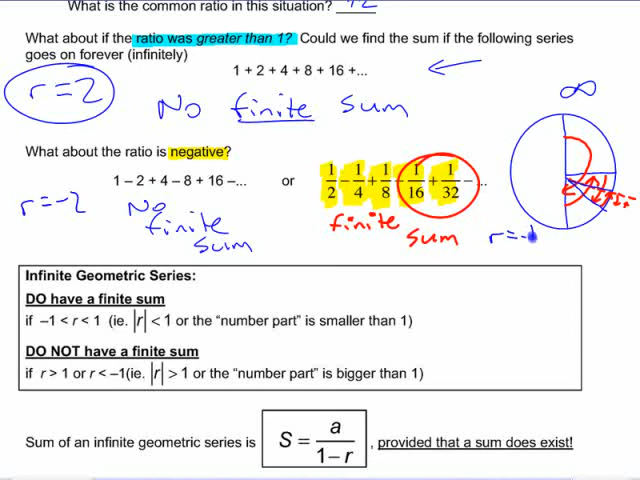 What is the common ratio in this situation?
What about if the ratio was greater than 1? Could we find the sum if the following series
goes on forever (infinitely)
1 + 2 + 4 + 8 + 16 +...
r = 2
No finite sum
∞
What about the ratio is negative?
1 – 2 + 4 – 8 + 16 –... or 1/2 – 1/4 + 1/8 – 1/16 + 1/32 – ...
r = -2
No
finite
sum
finite
sum
Infinite Geometric Series:
DO have a finite sum
if –1 < r < 1 (ie. |r| < 1 or the “number part” is smaller than 1)
DO NOT have a finite sum
if r > 1 or r < –1(ie. |r| > 1 or the “number part” is bigger than 1)
Sum of an infinite geometric series is S = a/(1–r) , provided that a sum does exist!